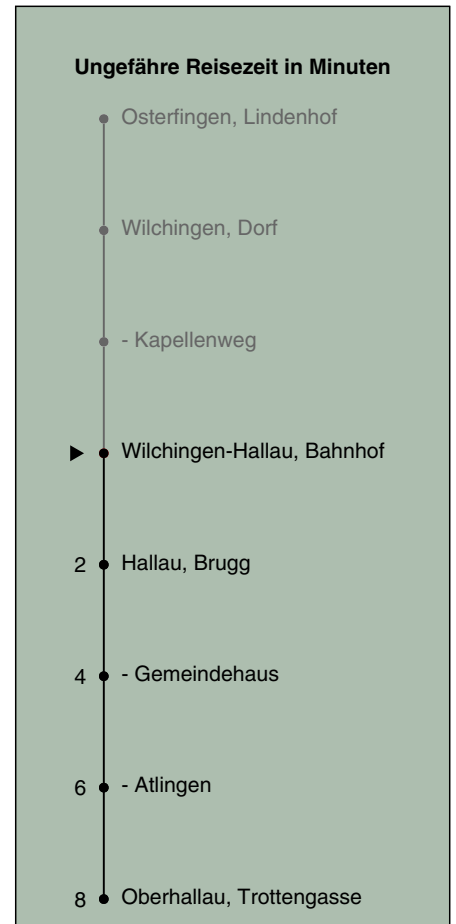 Ungefähre Reisezeit in Minuten
Osterfingen, Lindenhof
Wilchingen, Dorf
- Kapellenweg
Wilchingen-Hallau, Bahnhof
2 Hallau, Brugg
4 - Gemeindehaus
6 - Atlingen
8 Oberhallau, Trottengasse